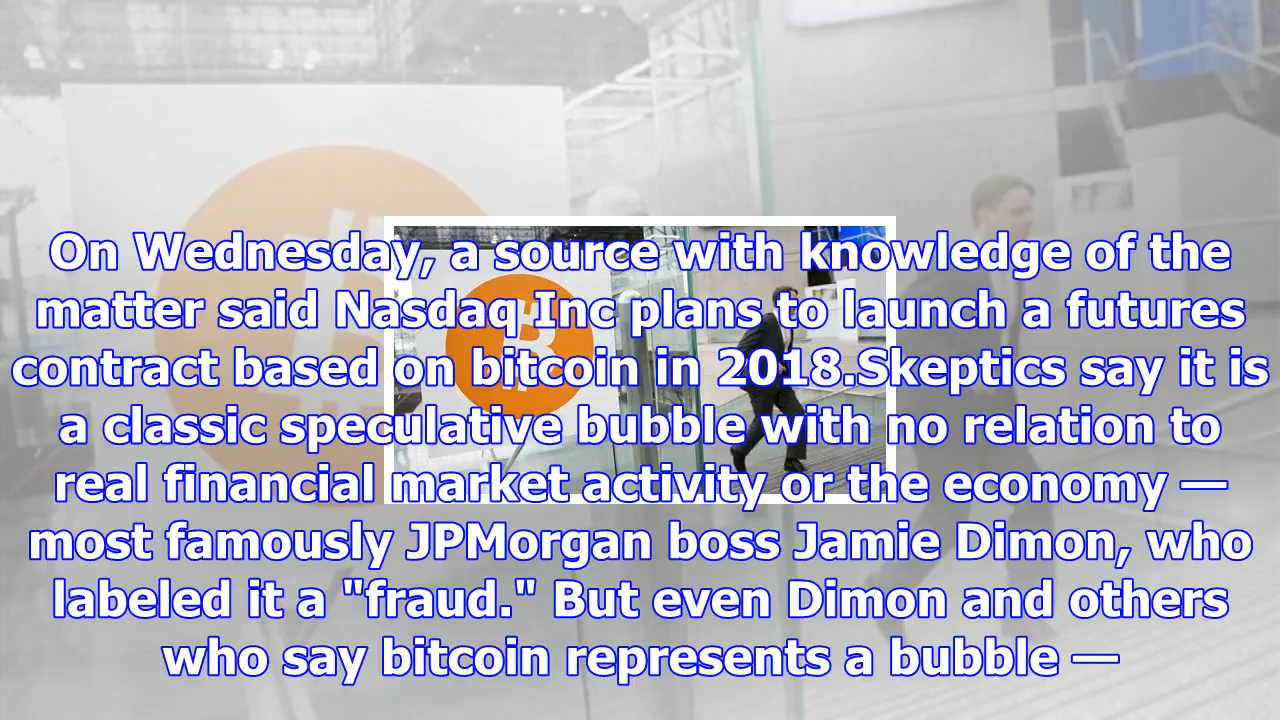 On Wednesday, a source with knowledge of the
matter said Nasdaq Inc plans to launch a futures
contract based on bitcoin in 2018.Skeptics say it is
a classic speculative bubble with no relation to
real financial market activity or the economy —
most famously JPMorgan boss Jamie Dimon, who
labeled it a "fraud." But even Dimon and others
who say bitcoin represents a bubble —